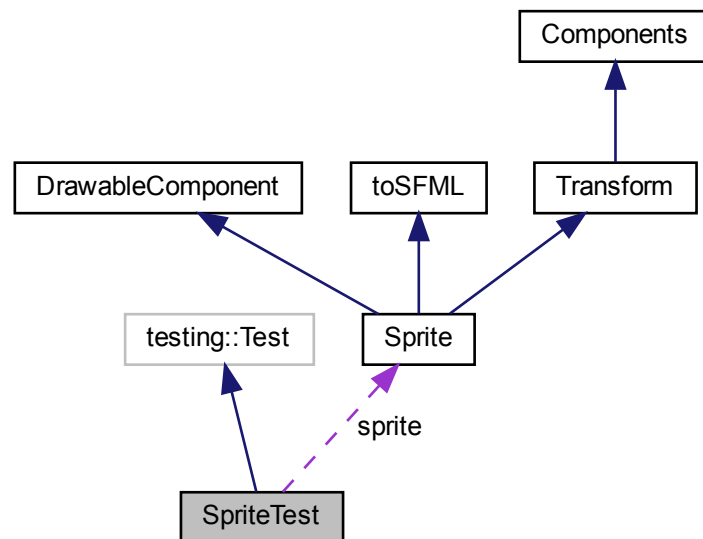 Components
DrawableComponent
toSFML
Transform
testing::Test
Sprite
sprite
SpriteTest